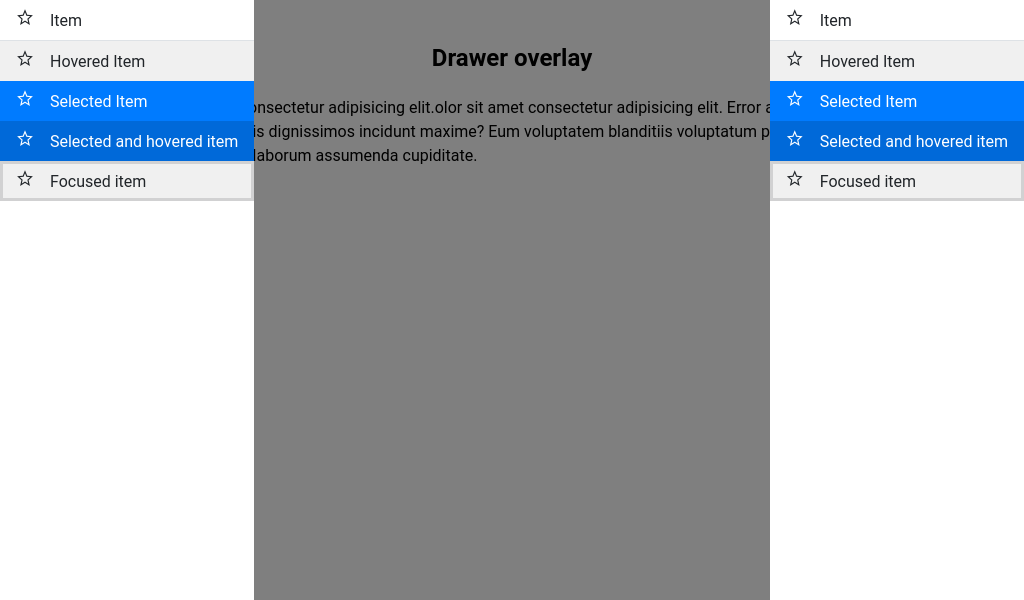 Item
Hovered Item
Selected Item
Selected and hovered item
Focused item
Drawer overlay
onsectetur adipisicing elit.olor sit amet consectetur adipisicing elit. Error a
is dignissimos incidunt maxime? Eum voluptatem blanditiis voluptatum p
laborum assumenda cupiditate.
Item
Hovered Item
Selected Item
Selected and hovered item
Focused item